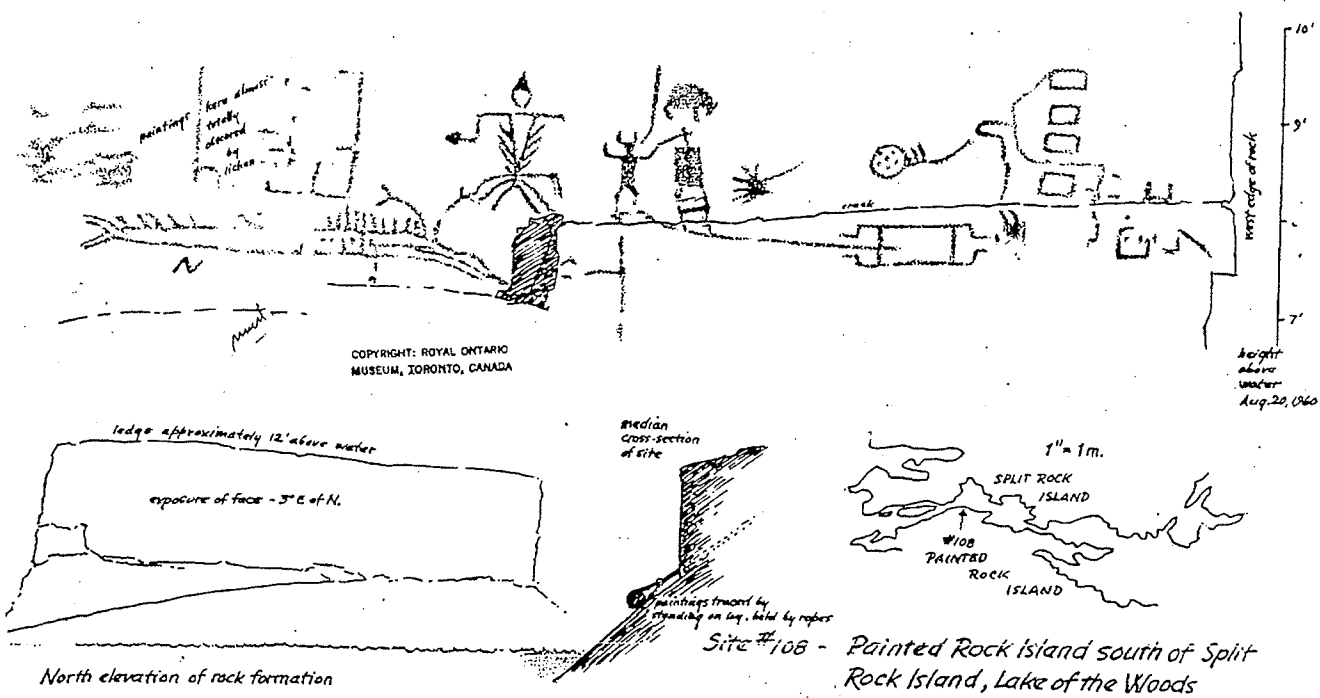 10'
9'
7'
paintings
here almost
totally
obscured
by
lichen
crack
west edge of rock
height
above
water
Aug. 20, 1960
COPYRIGHT: ROYAL ONTARIO
MUSEUM, TORONTO, CANADA
ledge approximately 12' above water
exposure of face - 3° E of N.
North elevation of rock formation
median
cross-section
of site
paintings traced by
standing on log, held by ropes
1" = 1 m.
SPLIT ROCK
ISLAND
#108
PAINTED
ROCK
ISLAND
Site #108 - Painted Rock Island south of Split
Rock Island, Lake of the Woods